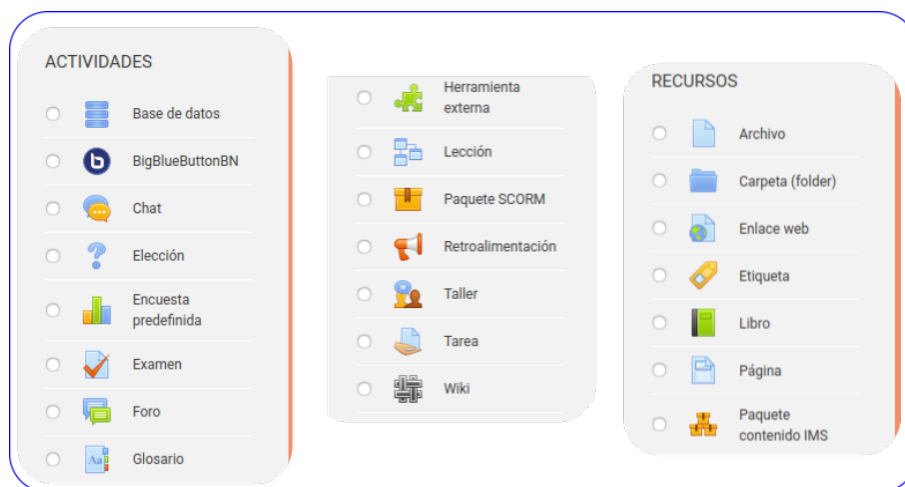 ACTIVIDADES
Base de datos
BigBlueButtonBN
Chat
Elección
Encuesta
predefinida
Examen
Foro
Glosario
Herramienta
externa
Lección
Paquete SCORM
Retroalimentación
Taller
Tarea
Wiki
RECURSOS
Archivo
Carpeta (folder)
Enlace web
Etiqueta
Libro
Página
Paquete
contenido IMS